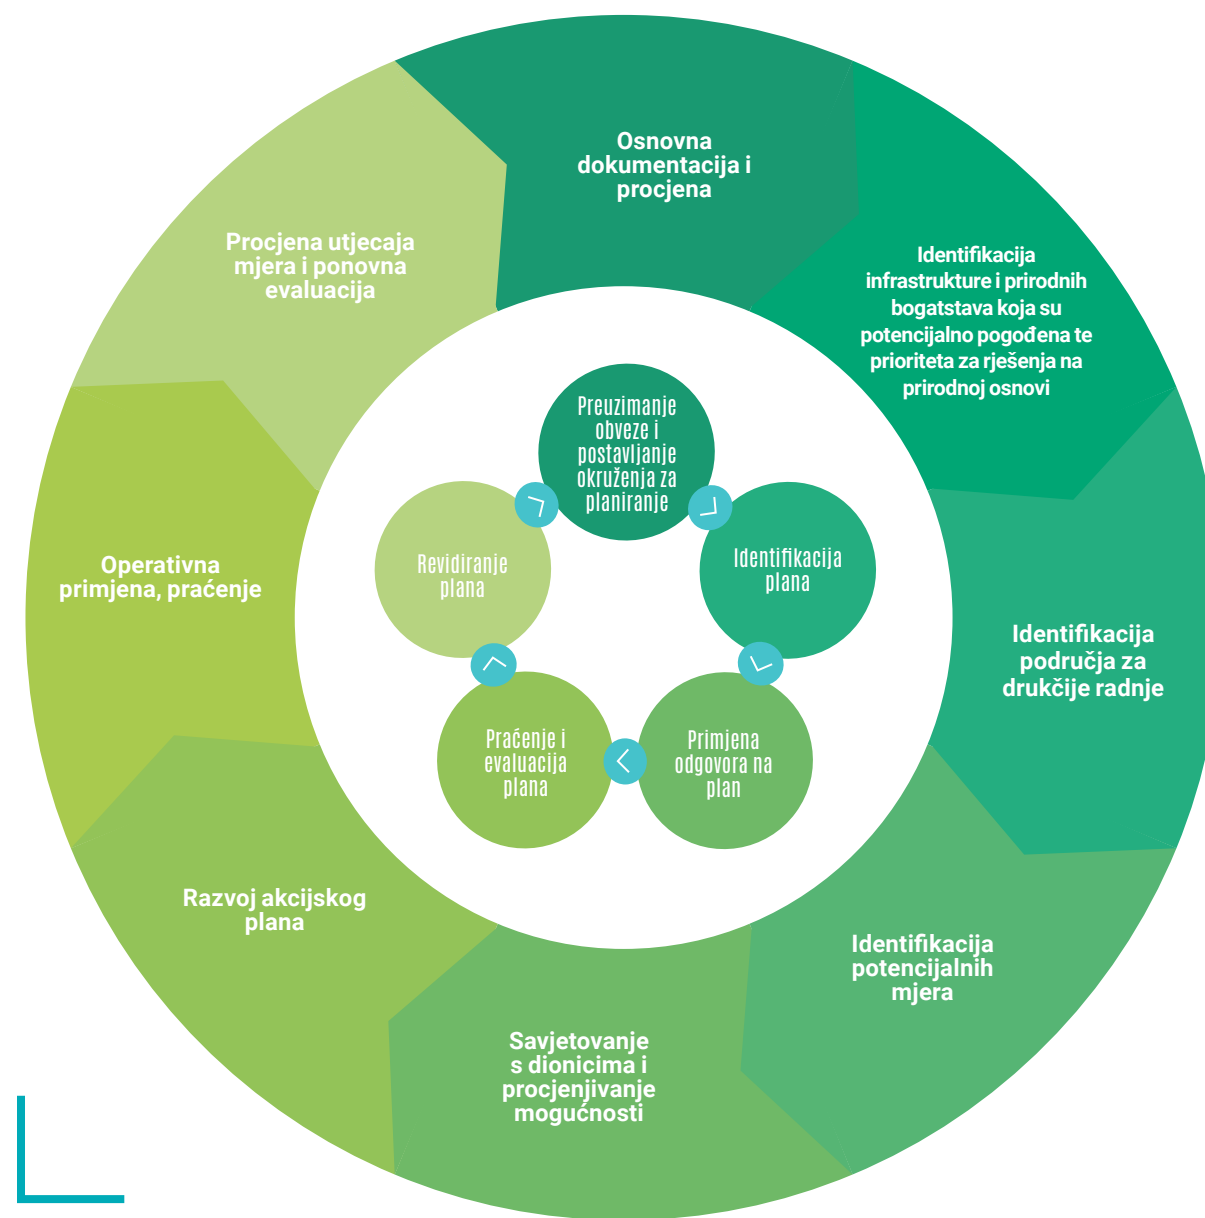 Osnovna
dokumentacija i
procjena
Identifikacija
infrastrukture i prirodnih
bogatstava koja su
potencijalno pogođena te
prioriteta za rješenja na
prirodnoj osnovi
Identifikacija
područja za
drukčije radnje
Identifikacija
potencijalnih
mjera
Savjetovanje
s dionicima i
procjenjivanje
mogućnosti
Razvoj akcijskog
plana
Operativna
primjena, praćenje
Procjena utjecaja
mjera i ponovna
evaluacija
Preuzimanje
obveze i
postavljanje
okruženja za
planiranje
Identifikacija
plana
Primjena
odgovora na
plan
Praćenje i
evaluacija
plana
Revidiranje
plana